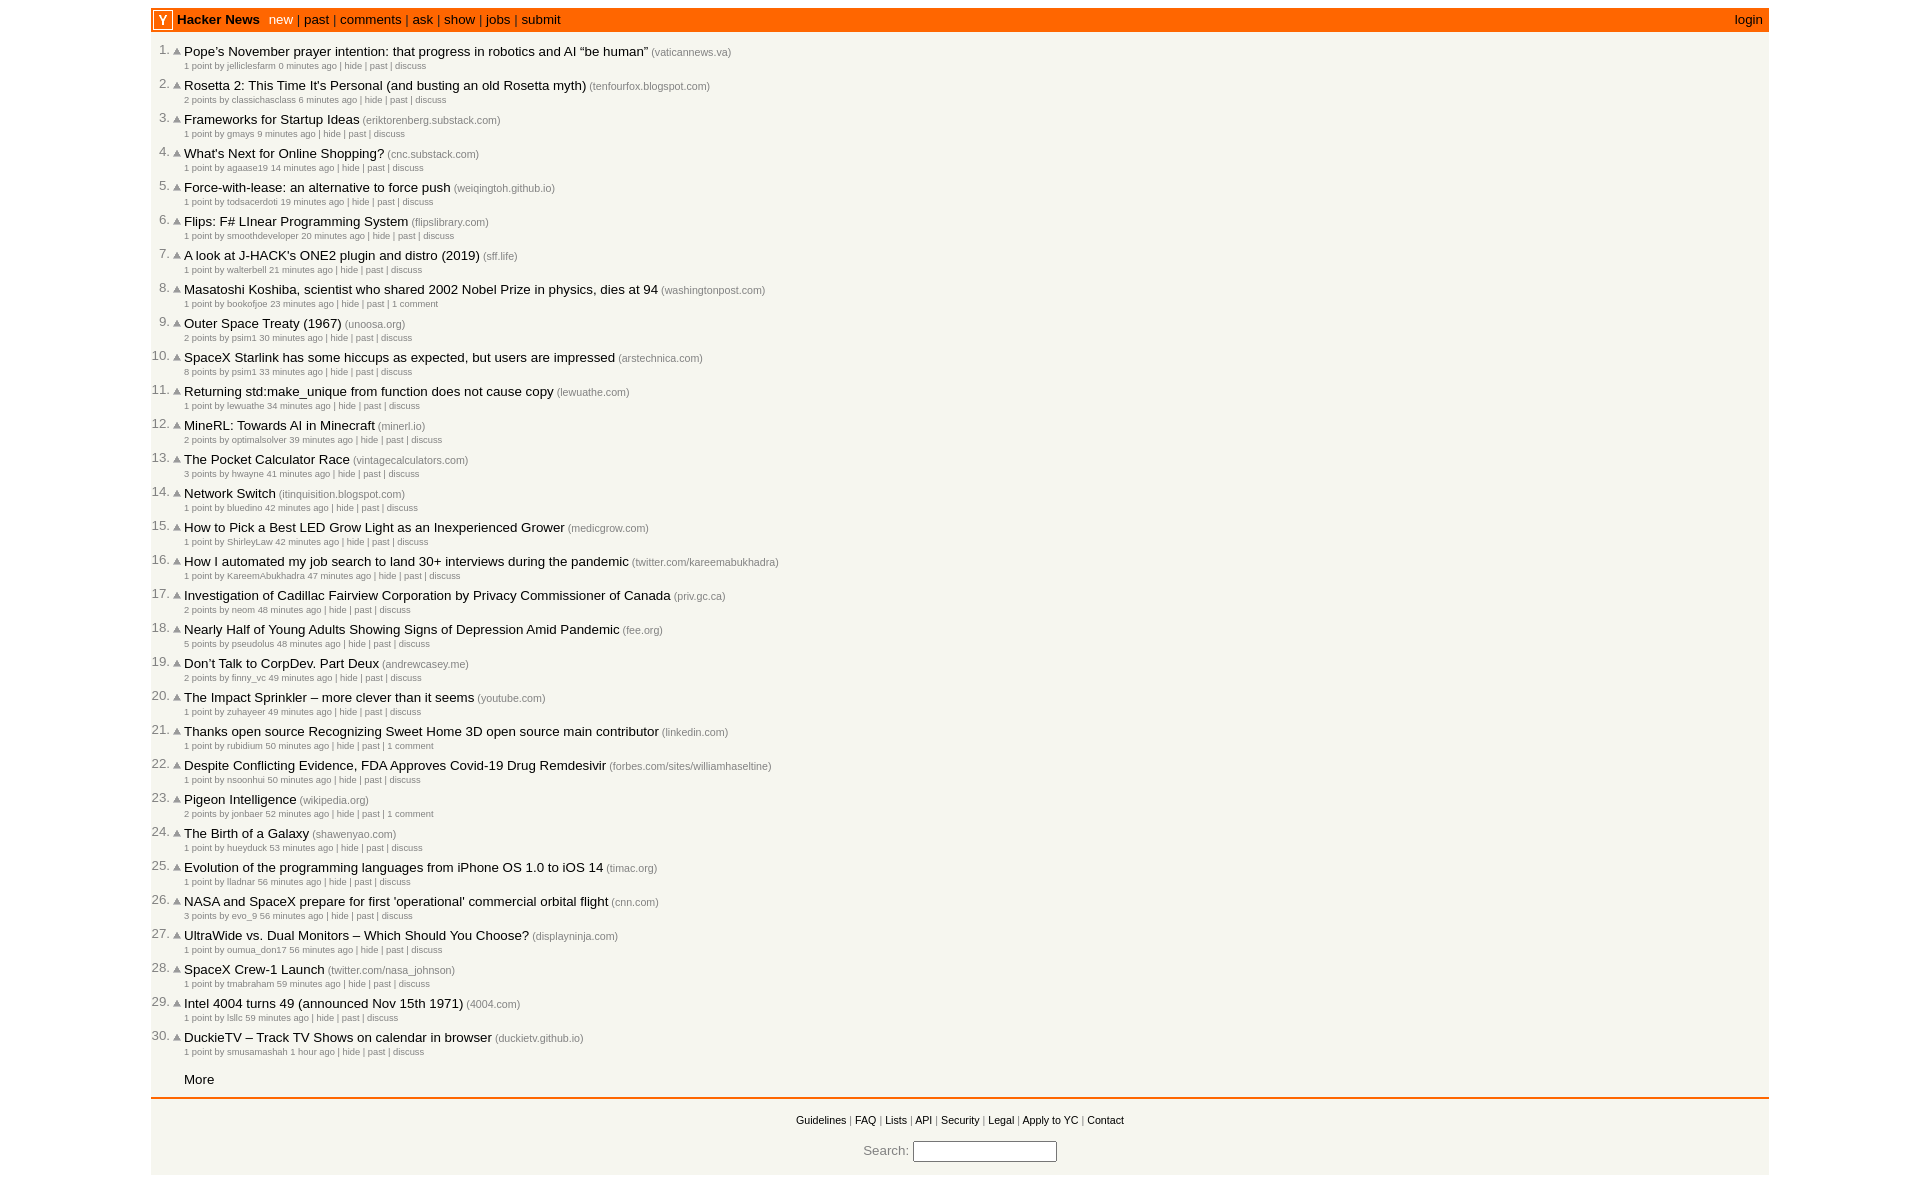 Y Hacker News new | past | comments | ask | show | jobs | submit login
1. Pope’s November prayer intention: that progress in robotics and AI “be human” (vaticannews.va)
1 point by jelliclesfarm 0 minutes ago | hide | past | discuss
2. Rosetta 2: This Time It's Personal (and busting an old Rosetta myth) (tenfourfox.blogspot.com)
2 points by classichasclass 6 minutes ago | hide | past | discuss
3. Frameworks for Startup Ideas (eriktorenberg.substack.com)
1 point by gmays 9 minutes ago | hide | past | discuss
4. What's Next for Online Shopping? (cnc.substack.com)
1 point by agaase19 14 minutes ago | hide | past | discuss
5. Force-with-lease: an alternative to force push (weiqingtoh.github.io)
1 point by todsacerdoti 19 minutes ago | hide | past | discuss
6. Flips: F# LInear Programming System (flipslibrary.com)
1 point by smoothdeveloper 20 minutes ago | hide | past | discuss
7. A look at J-HACK's ONE2 plugin and distro (2019) (sff.life)
1 point by walterbell 21 minutes ago | hide | past | discuss
8. Masatoshi Koshiba, scientist who shared 2002 Nobel Prize in physics, dies at 94 (washingtonpost.com)
1 point by bookofjoe 23 minutes ago | hide | past | 1 comment
9. Outer Space Treaty (1967) (unoosa.org)
2 points by psim1 30 minutes ago | hide | past | discuss
10. SpaceX Starlink has some hiccups as expected, but users are impressed (arstechnica.com)
8 points by psim1 33 minutes ago | hide | past | discuss
11. Returning std:make_unique from function does not cause copy (lewuathe.com)
1 point by lewuathe 34 minutes ago | hide | past | discuss
12. MineRL: Towards AI in Minecraft (minerl.io)
2 points by optimalsolver 39 minutes ago | hide | past | discuss
13. The Pocket Calculator Race (vintagecalculators.com)
3 points by hwayne 41 minutes ago | hide | past | discuss
14. Network Switch (itinquisition.blogspot.com)
1 point by bluedino 42 minutes ago | hide | past | discuss
15. How to Pick a Best LED Grow Light as an Inexperienced Grower (medicgrow.com)
1 point by ShirleyLaw 42 minutes ago | hide | past | discuss
16. How I automated my job search to land 30+ interviews during the pandemic (twitter.com/kareemabukhadra)
1 point by KareemAbukhadra 47 minutes ago | hide | past | discuss
17. Investigation of Cadillac Fairview Corporation by Privacy Commissioner of Canada (priv.gc.ca)
2 points by neom 48 minutes ago | hide | past | discuss
18. Nearly Half of Young Adults Showing Signs of Depression Amid Pandemic (fee.org)
5 points by pseudolus 48 minutes ago | hide | past | discuss
19. Don’t Talk to CorpDev. Part Deux (andrewcasey.me)
2 points by finny_vc 49 minutes ago | hide | past | discuss
20. The Impact Sprinkler – more clever than it seems (youtube.com)
1 point by zuhayeer 49 minutes ago | hide | past | discuss
21. Thanks open source Recognizing Sweet Home 3D open source main contributor (linkedin.com)
1 point by rubidium 50 minutes ago | hide | past | 1 comment
22. Despite Conflicting Evidence, FDA Approves Covid-19 Drug Remdesivir (forbes.com/sites/williamhaseltine)
1 point by nsoonhui 50 minutes ago | hide | past | discuss
23. Pigeon Intelligence (wikipedia.org)
2 points by jonbaer 52 minutes ago | hide | past | 1 comment
24. The Birth of a Galaxy (shawenyao.com)
1 point by hueyduck 53 minutes ago | hide | past | discuss
25. Evolution of the programming languages from iPhone OS 1.0 to iOS 14 (timac.org)
1 point by lladnar 56 minutes ago | hide | past | discuss
26. NASA and SpaceX prepare for first 'operational' commercial orbital flight (cnn.com)
3 points by evo_9 56 minutes ago | hide | past | discuss
27. UltraWide vs. Dual Monitors – Which Should You Choose? (displayninja.com)
1 point by oumua_don17 56 minutes ago | hide | past | discuss
28. SpaceX Crew-1 Launch (twitter.com/nasa_johnson)
1 point by tmabraham 59 minutes ago | hide | past | discuss
29. Intel 4004 turns 49 (announced Nov 15th 1971) (4004.com)
1 point by lsllc 59 minutes ago | hide | past | discuss
30. DuckieTV – Track TV Shows on calendar in browser (duckietv.github.io)
1 point by smusamashah 1 hour ago | hide | past | discuss
More
Guidelines | FAQ | Lists | API | Security | Legal | Apply to YC | Contact
Search: